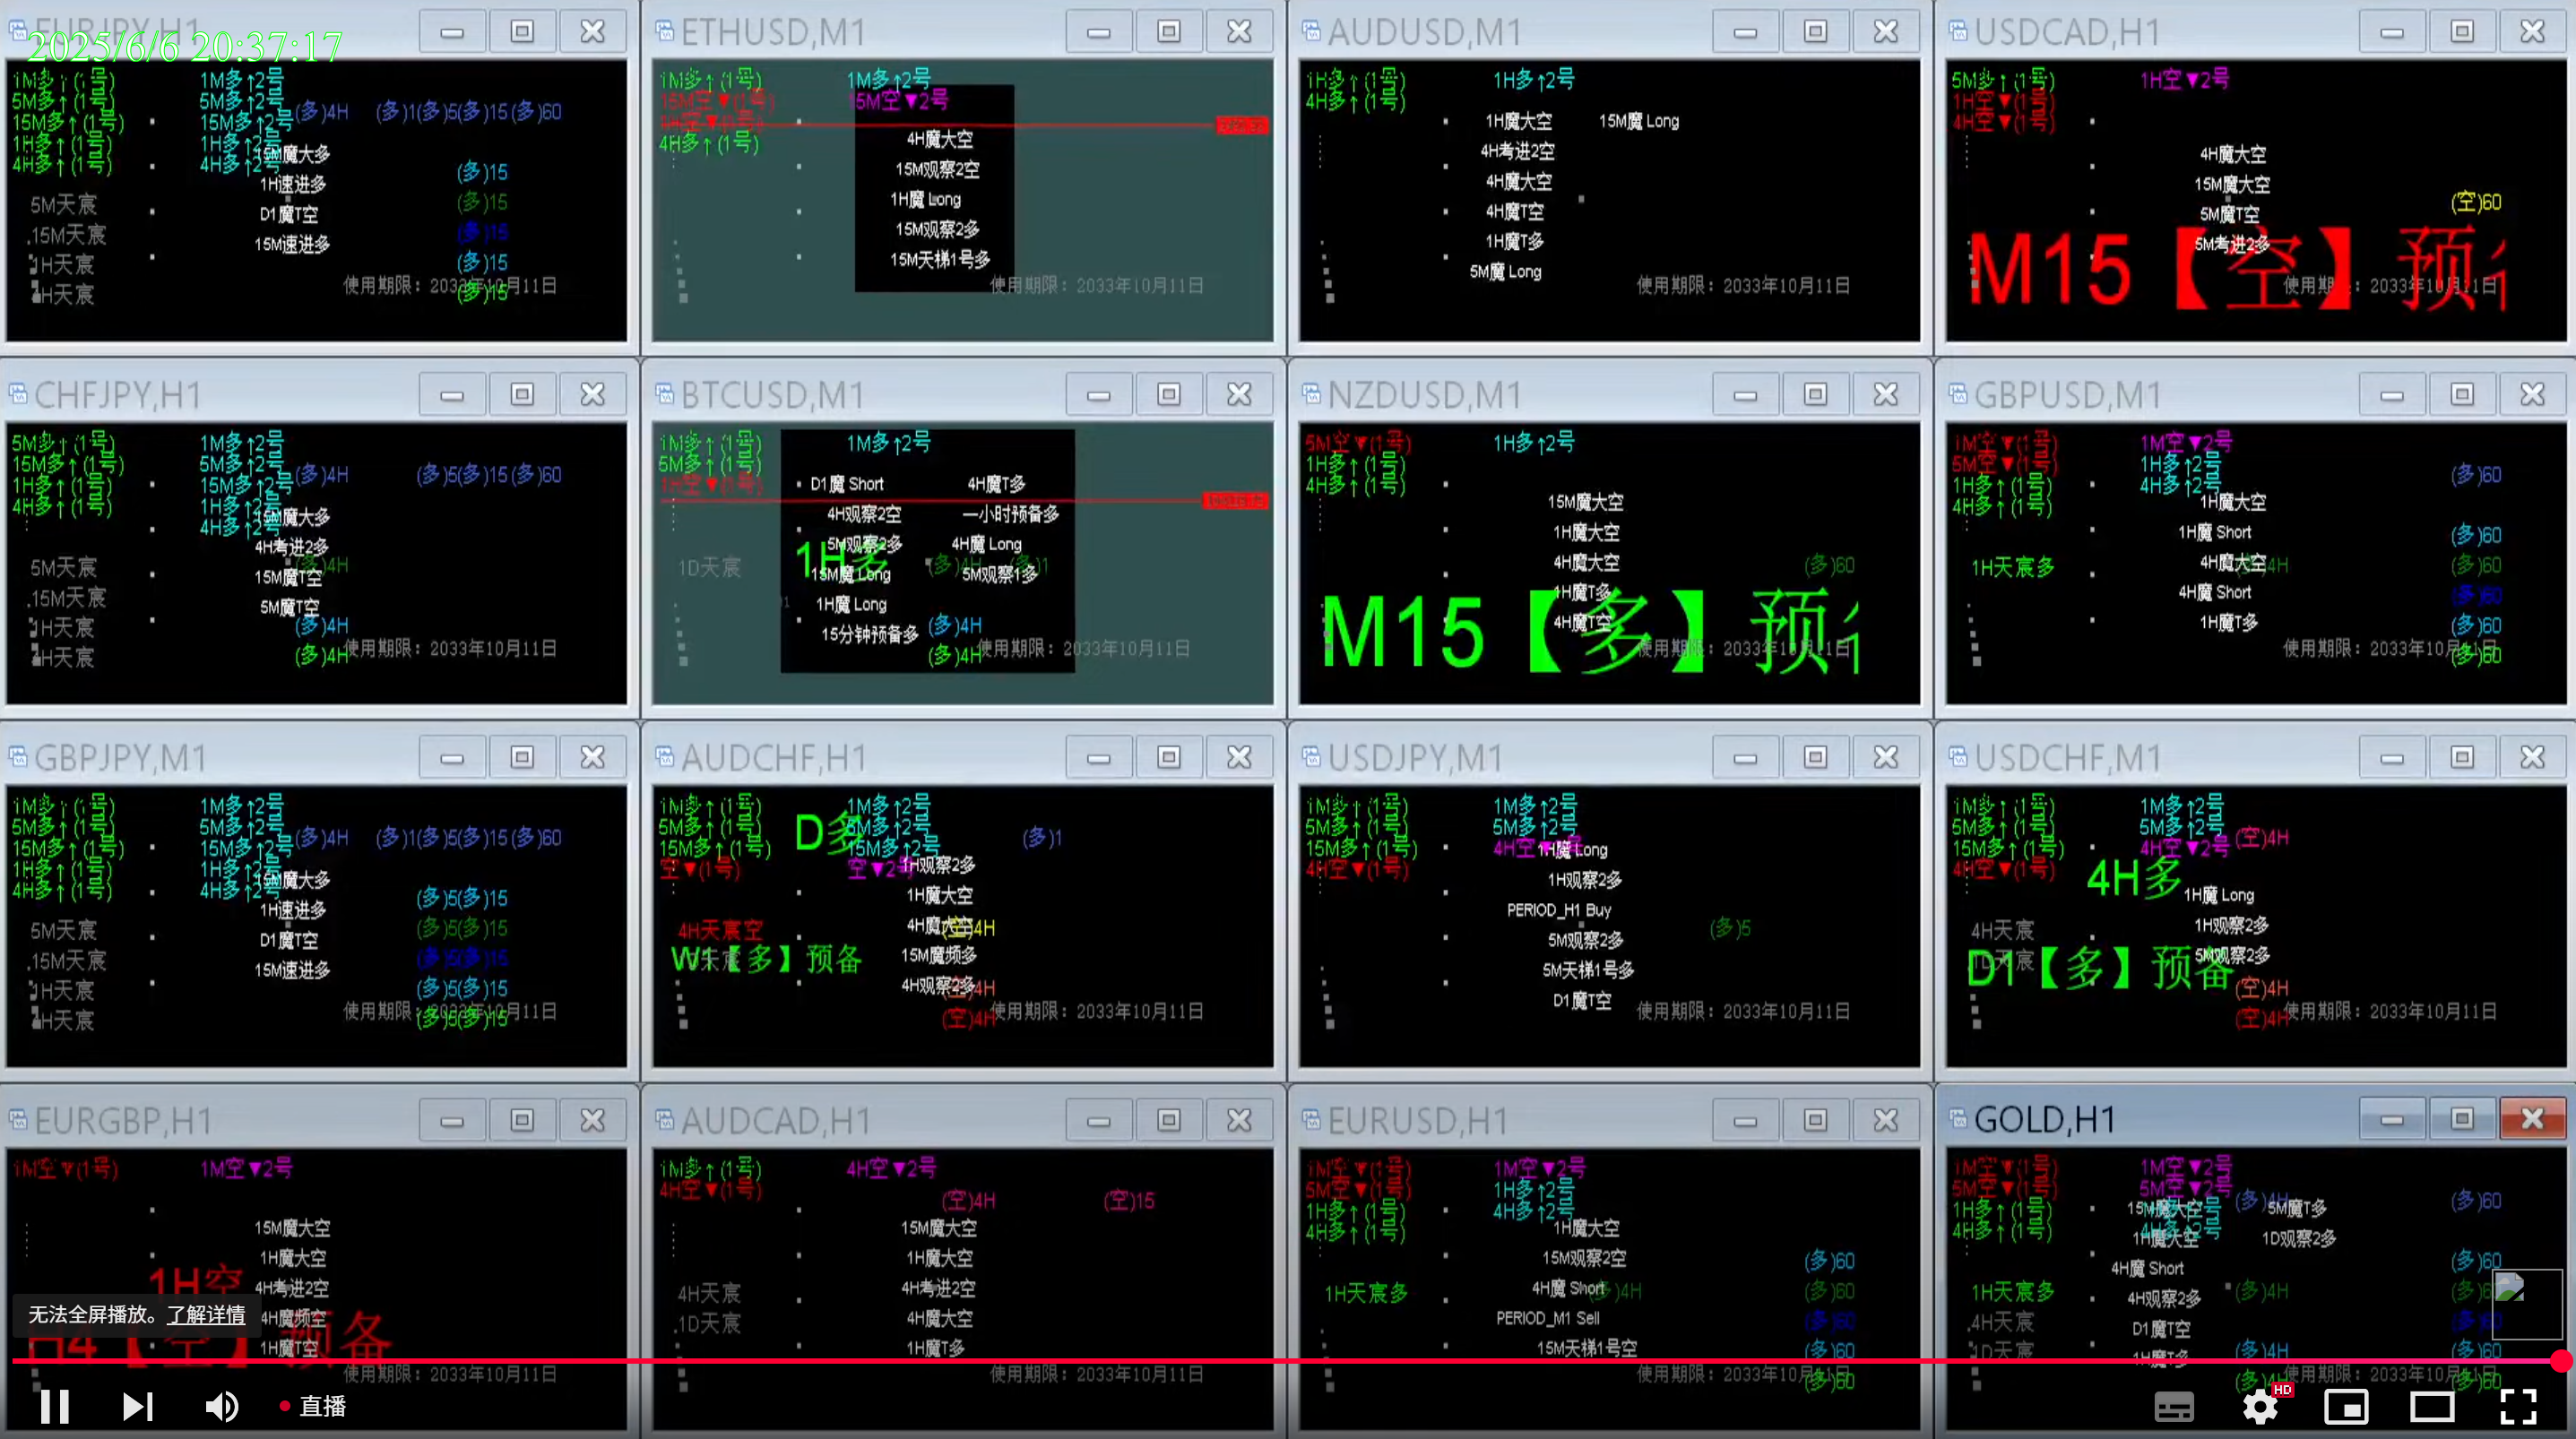 EURJPY,H1
2025/6/6 20:37:17
1M多↑(1号) 1M多↑2号
5M多↑(1号) 5M多↑2号
(多)4H (多)1(多)5(多)15(多)60
15M多↑(1号) 15M多↑2号
1H多↑(1号) 1H多↑2号
4H多↑(1号) 4H多↑2号
15M魔大多
(多)15
1H速进多
5M天宸 (多)15
D1魔T空
.15M天宸 (多)15
15M速进多
1H天宸 (多)15
使用期限：2033年10月11日
4H天宸 (多)15
ETHUSD,M1
1M多↑(1号) 1M多↑2号
15M空▼(1号) 15M空▼2号
4H多↑(1号)
4H魔大空
15M观察2空
1H魔 Long
15M观察2多
15M天梯1号多
使用期限：2033年10月11日
AUDUSD,M1
1H多↑(1号) 1H多↑2号
4H多↑(1号)
1H魔大空 15M魔 Long
4H考进2空
4H魔大空
4H魔T空
1H魔T多
5M魔 Long
使用期限：2033年10月11日
USDCAD,H1
5M多↑(1号) 1H空▼2号
1H空▼(1号)
4H空▼(1号)
4H魔大空
15M魔大空
(空)60
5M魔T空
5M考进2多
M15【空】预
使用期限：2033年10月11日
CHFJPY,H1
5M多↑(1号) 1M多↑2号
15M多↑(1号) 5M多↑2号
(多)4H (多)5(多)15(多)60
1H多↑(1号) 15M多↑2号
4H多↑(1号) 1H多↑2号
4H多↑2号
15M魔大多
4H考进2多
5M天宸 (多)4H
15M魔T空
.15M天宸
5M魔T空
1H天宸 (多)4H
使用期限：2033年10月11日
4H天宸 (多)4H
BTCUSD,M1
1M多↑(1号) 1M多↑2号
5M多↑(1号)
1H空▼(1号)
D1魔 Short 4H魔T多
4H观察2空 一小时预备多
5M观察2多 4H魔 Long
1H多
1D天宸 (多)4H (多)1
15M魔 Long 5M观察1多
1H魔 Long
15分钟预备多 (多)4H
(多)4H
使用期限：2033年10月11日
NZDUSD,M1
5M空▼(1号) 1H多↑2号
1H多↑(1号)
4H多↑(1号)
15M魔大空
1H魔大空
4H魔大空 (多)60
4H魔T多
4H魔T空
M15【多】预
使用期限：2033年10月11日
GBPUSD,M1
1M空▼(1号) 1M空▼2号
5M空▼(1号) 1H多↑2号
1H多↑(1号) 4H多↑2号 (多)60
4H多↑(1号)
1H魔大空
1H魔 Short (多)60
1H天宸多 4H魔大空 (多)4H (多)60
4H魔 Short (多)60
1H魔T多 (多)60
使用期限：2033年10月11日
(多)60
GBPJPY,M1
1M多↑(1号) 1M多↑2号
5M多↑(1号) 5M多↑2号
(多)4H (多)1(多)5(多)15(多)60
15M多↑(1号) 15M多↑2号
1H多↑(1号) 1H多↑2号
4H多↑(1号) 4H多↑2号
15M魔大多
(多)5(多)15
1H速进多
5M天宸 (多)5(多)15
D1魔T空
.15M天宸 (多)5(多)15
15M速进多
1H天宸 (多)5(多)15
使用期限：2033年10月11日
4H天宸 (多)5(多)15
AUDCHF,H1
1M多↑(1号) 1M多↑2号
5M多↑(1号) 5M多↑2号
D多 (多)1
15M多↑(1号) 15M多↑2号
空▼(1号) 空▼2号
1H观察2多
1H魔大空
4H天宸空 4H魔大空 (空)4H
W1【多】预备
15M魔频多
4H观察2多 (空)4H
(空)4H
使用期限：2033年10月11日
USDJPY,M1
1M多↑(1号) 1M多↑2号
5M多↑(1号) 5M多↑2号
15M多↑(1号) 4H空▼2号
1H魔 Long
4H空▼(1号)
1H观察2多
PERIOD_H1 Buy
(多)5
5M观察2多
5M天梯1号多
D1魔T空
使用期限：2033年10月11日
USDCHF,M1
1M多↑(1号) 1M多↑2号
5M多↑(1号) 5M多↑2号
15M多↑(1号) 4H空▼2号 (空)4H
4H空▼(1号)
4H多
1H魔 Long
4H天宸 1H观察2多
D1【多】预备
1D天宸 5M观察2多
(空)4H
(空)4H
使用期限：2033年10月11日
EURGBP,H1
1M空▼(1号) 1M空▼2号
15M魔大空
1H魔大空
1H空
4H考进2空
无法全屏播放。了解详情
4H魔频空
H4【空】预备
1H魔T空
使用期限：2033年10月11日
AUDCAD,H1
1M多↑(1号) 4H空▼2号
4H空▼(1号)
(空)4H (空)15
15M魔大空
1H魔大空
4H天宸 4H考进2空
.1D天宸 4H魔大空
1H魔T多
使用期限：2033年10月11日
EURUSD,H1
1M空▼(1号) 1M空▼2号
5M空▼(1号) 1H多↑2号
1H多↑(1号) 4H多↑2号
4H多↑(1号)
1H魔大空
15M观察2空 (多)60
1H天宸多 4H魔 Short (多)4H (多)60
PERIOD_M1 Sell (多)60
15M天梯1号空 (多)60
使用期限：2033年10月11日
(多)60
GOLD,H1
1M空▼(1号) 1M空▼2号
5M空▼(1号) 5M空▼2号
(多)4H (多)60
1H多↑(1号)
15M魔大空 5M魔T多
4H多↑(1号) 4H多↑2号
1H魔大空 1D观察2多
4H魔 Short (多)60
1H天宸多 (多)4H
4H观察2多
.4H天宸 D1魔T空
1D天宸 1H魔T多 (多)4H (多)60
使用期限：2033年10月11日
(多)60
直播
HD